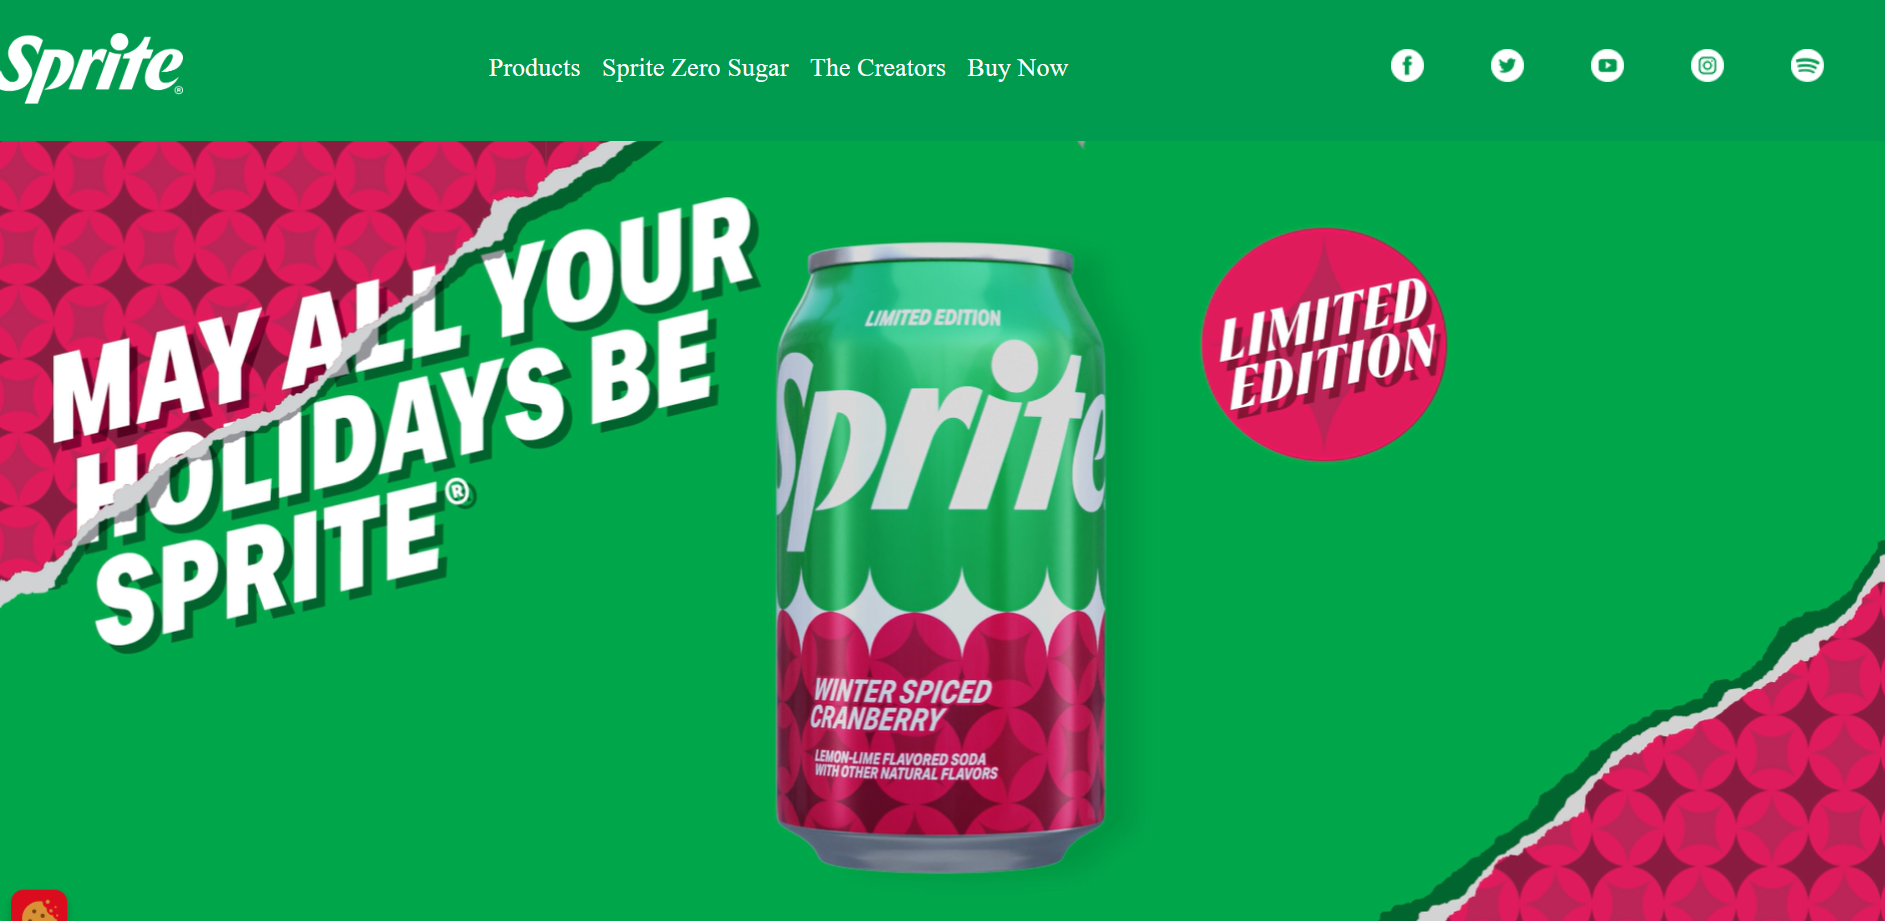 Sprite®
Products Sprite Zero Sugar The Creators Buy Now
MAY ALL YOUR
HOLIDAYS BE
SPRITE®
LIMITED EDITION
Sprite
WINTER SPICED
CRANBERRY
LEMON-LIME FLAVORED SODA
WITH OTHER NATURAL FLAVORS
LIMITED
EDITION